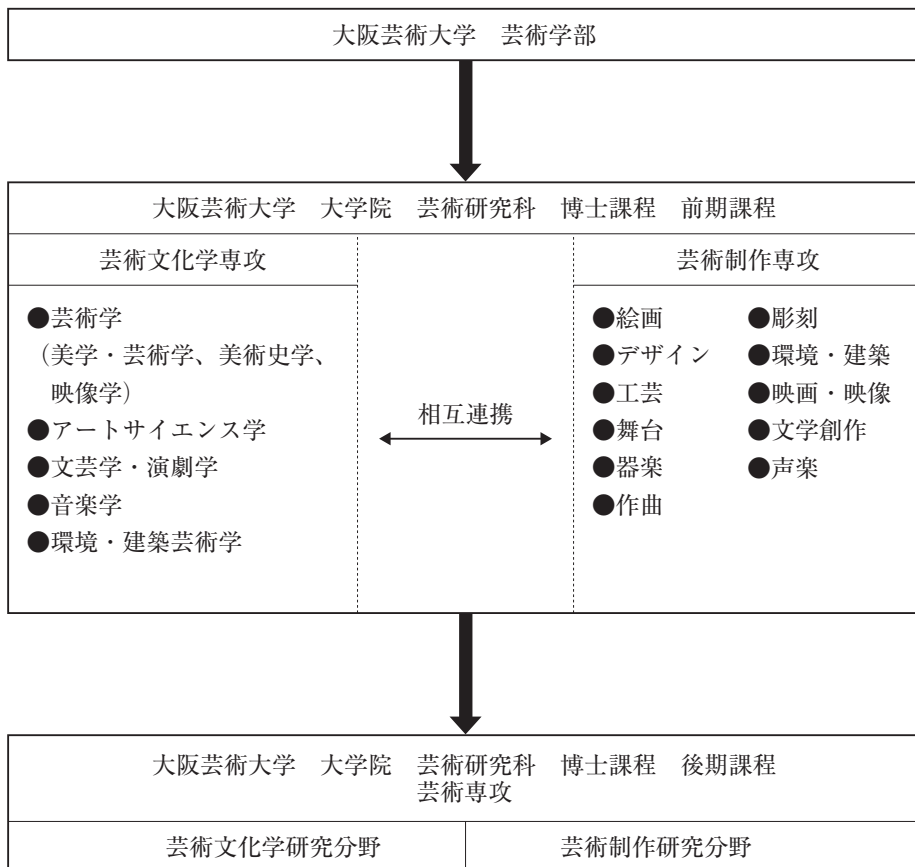 大阪芸術大学　芸術学部
大阪芸術大学　大学院　芸術研究科　博士課程　前期課程
芸術文化学専攻
●芸術学
（美学・芸術学、美術史学、
映像学）
●アートサイエンス学
●文芸学・演劇学
●音楽学
●環境・建築芸術学
相互連携
芸術制作専攻
●絵画　●彫刻
●デザイン　●環境・建築
●工芸　●映画・映像
●舞台　●文学創作
●器楽　●声楽
●作曲
大阪芸術大学　大学院　芸術研究科　博士課程　後期課程
芸術専攻
芸術文化学研究分野
芸術制作研究分野